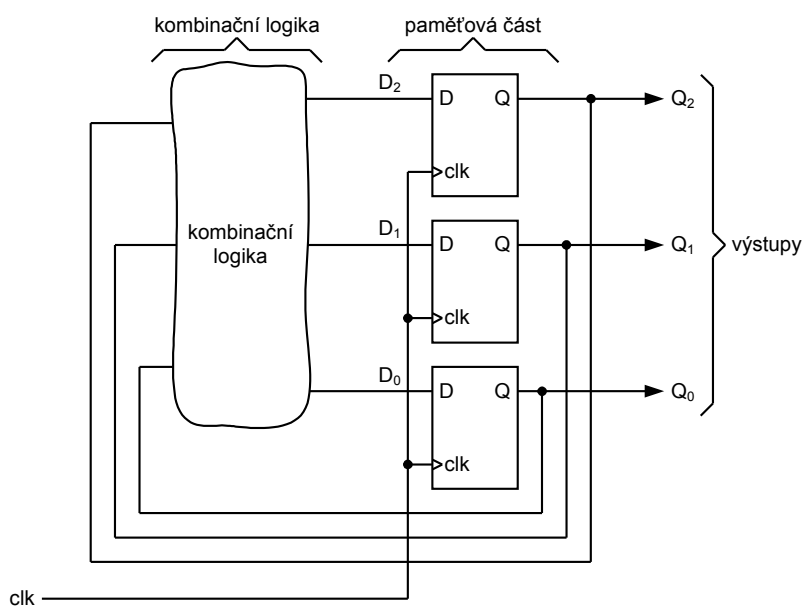 kombinační logika
paměťová část
D₂
D
Q
Q₂
clk
kombinační
logika
D₁
D
Q
Q₁
výstupy
clk
D₀
D
Q
Q₀
clk
clk